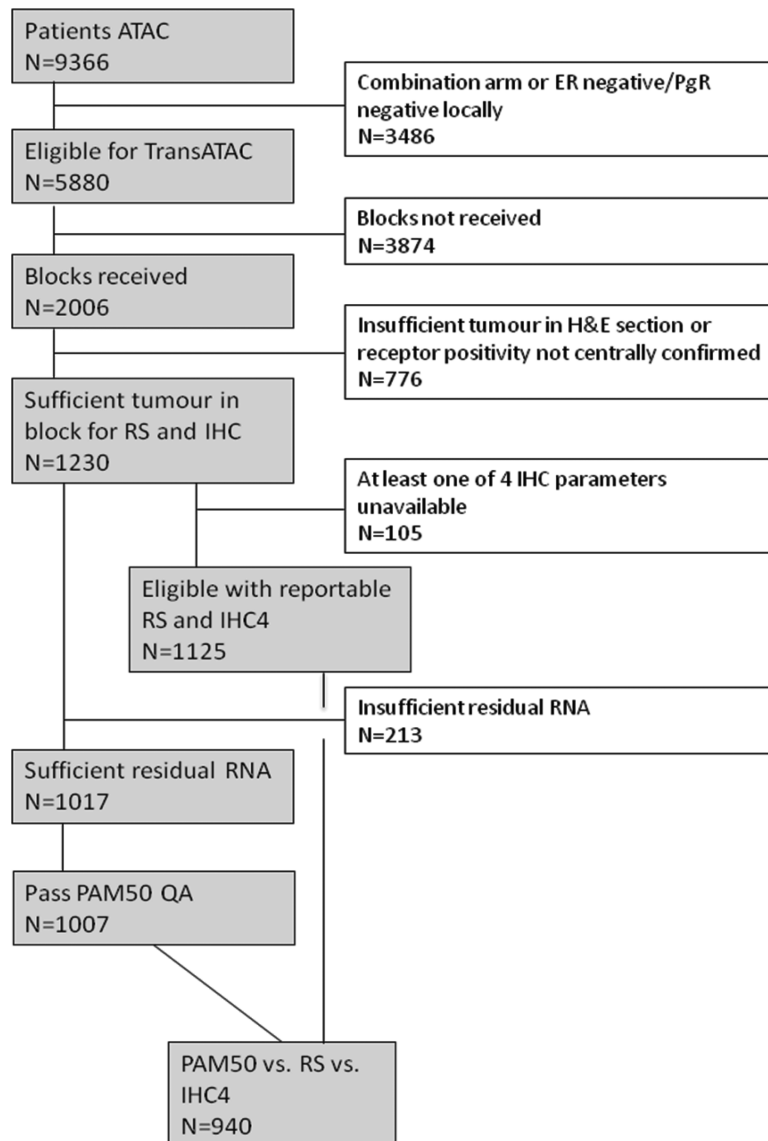 Patients ATAC
N=9366
Combination arm or ER negative/PgR
negative locally
N=3486
Eligible for TransATAC
N=5880
Blocks not received
N=3874
Blocks received
N=2006
Insufficient tumour in H&E section or
receptor positivity not centrally confirmed
N=776
Sufficient tumour in
block for RS and IHC
N=1230
At least one of 4 IHC parameters
unavailable
N=105
Eligible with reportable
RS and IHC4
N=1125
Insufficient residual RNA
N=213
Sufficient residual RNA
N=1017
Pass PAM50 QA
N=1007
PAM50 vs. RS vs.
IHC4
N=940